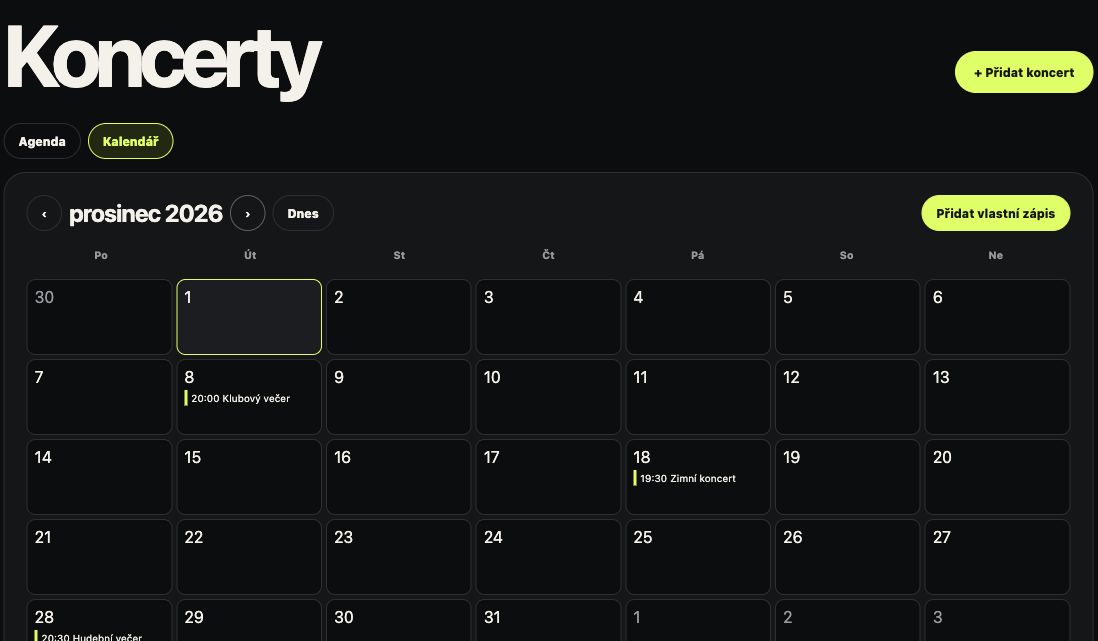 Koncerty
+ Přidat koncert
Agenda
Kalendář
‹
prosinec 2026
›
Dnes
Přidat vlastní zápis
Po Út St Čt Pá So Ne
30 1 2 3 4 5 6
7 8 9 10 11 12 13
20:00 Klubový večer
14 15 16 17 18 19 20
19:30 Zimní koncert
21 22 23 24 25 26 27
28 29 30 31 1 2 3
20:30 Hudební večer